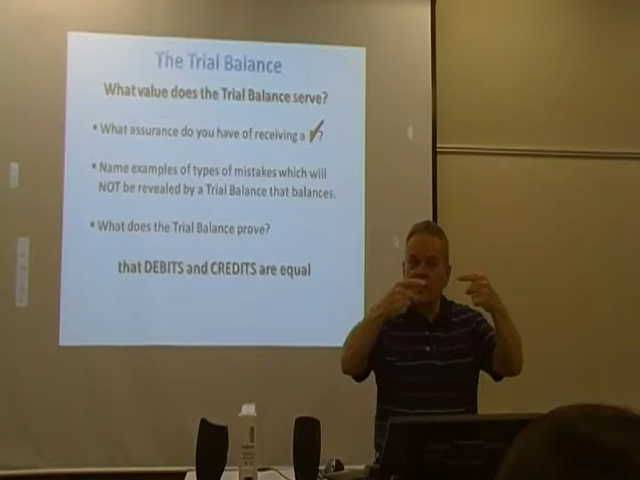 The Trial Balance
What value does the Trial Balance serve?
• What assurance do you have of receiving a ✓?
• Name examples of types of mistakes which will
NOT be revealed by a Trial Balance that balances.
• What does the Trial Balance prove?
that DEBITS and CREDITS are equal